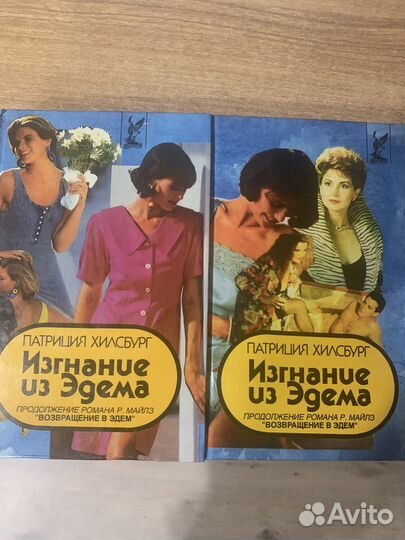 ПАТРИЦИЯ ХИЛСБУРГ
Изгнание
из Эдема
ПРОДОЛЖЕНИЕ РОМАНА Р. МАЙЛЗ
"ВОЗВРАЩЕНИЕ В ЭДЕМ"
ПАТРИЦИЯ ХИЛСБУРГ
Изгнание
из Эдема
ПРОДОЛЖЕНИЕ РОМАНА Р. МАЙЛЗ
"ВОЗВРАЩЕНИЕ В ЭДЕМ"
Avito